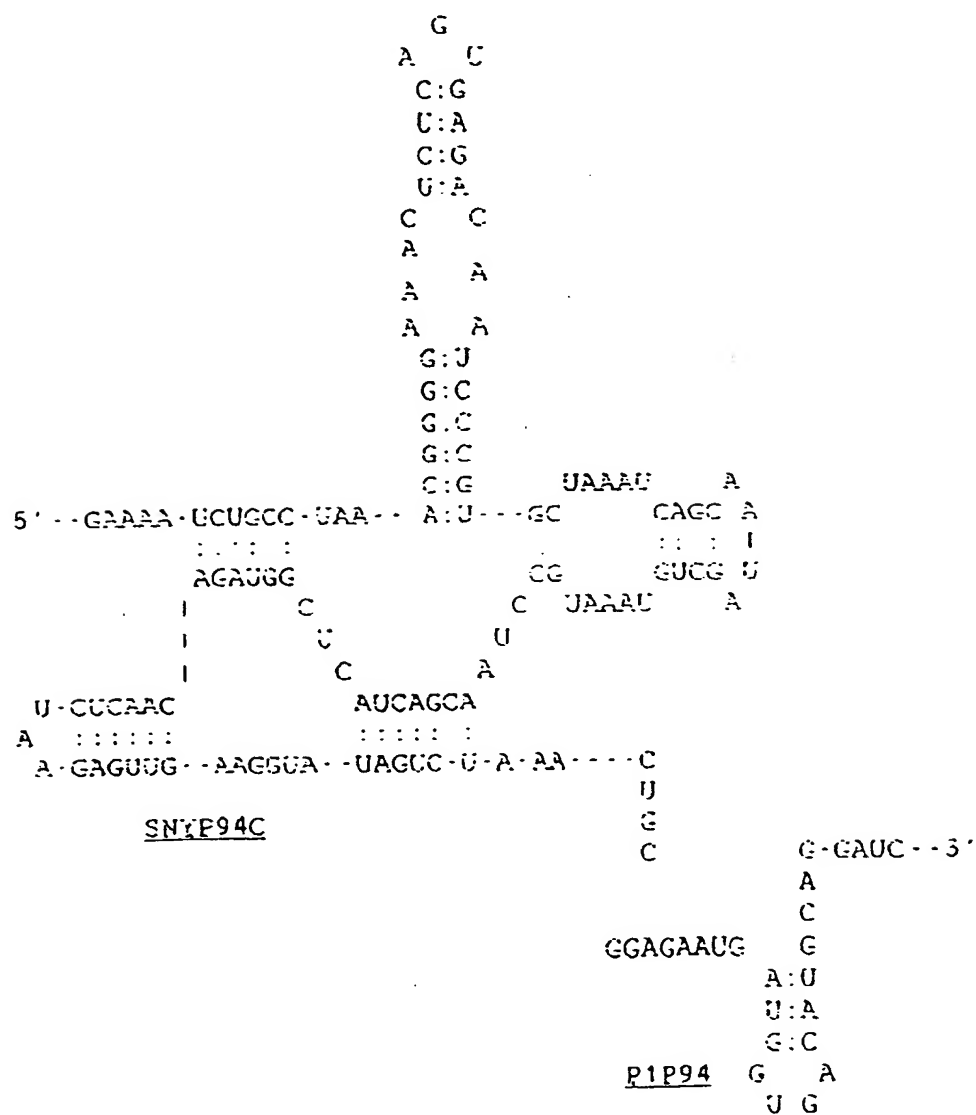 G
A C
C:G
U:A
C:G
U:A
C C
A A
A A
A
G:U
G:C
G.C
G:C
C:G UAAAU A
5'--GAAAA-UCUGCC-UAA--A:U---GC CAGC A
AGAUGG CG GUCG U
C C UAAAU A
U U
C A
U-CUCAAC AUCAGCA
A
A-GAGUUG--AAGGUA--UAGUC-U-A-AA----C
U
SNYP94C G
C G-GAUC--3'
A
C
GGAGAAUG G
A:U
U:A
G:C
P1P94 G A
U G